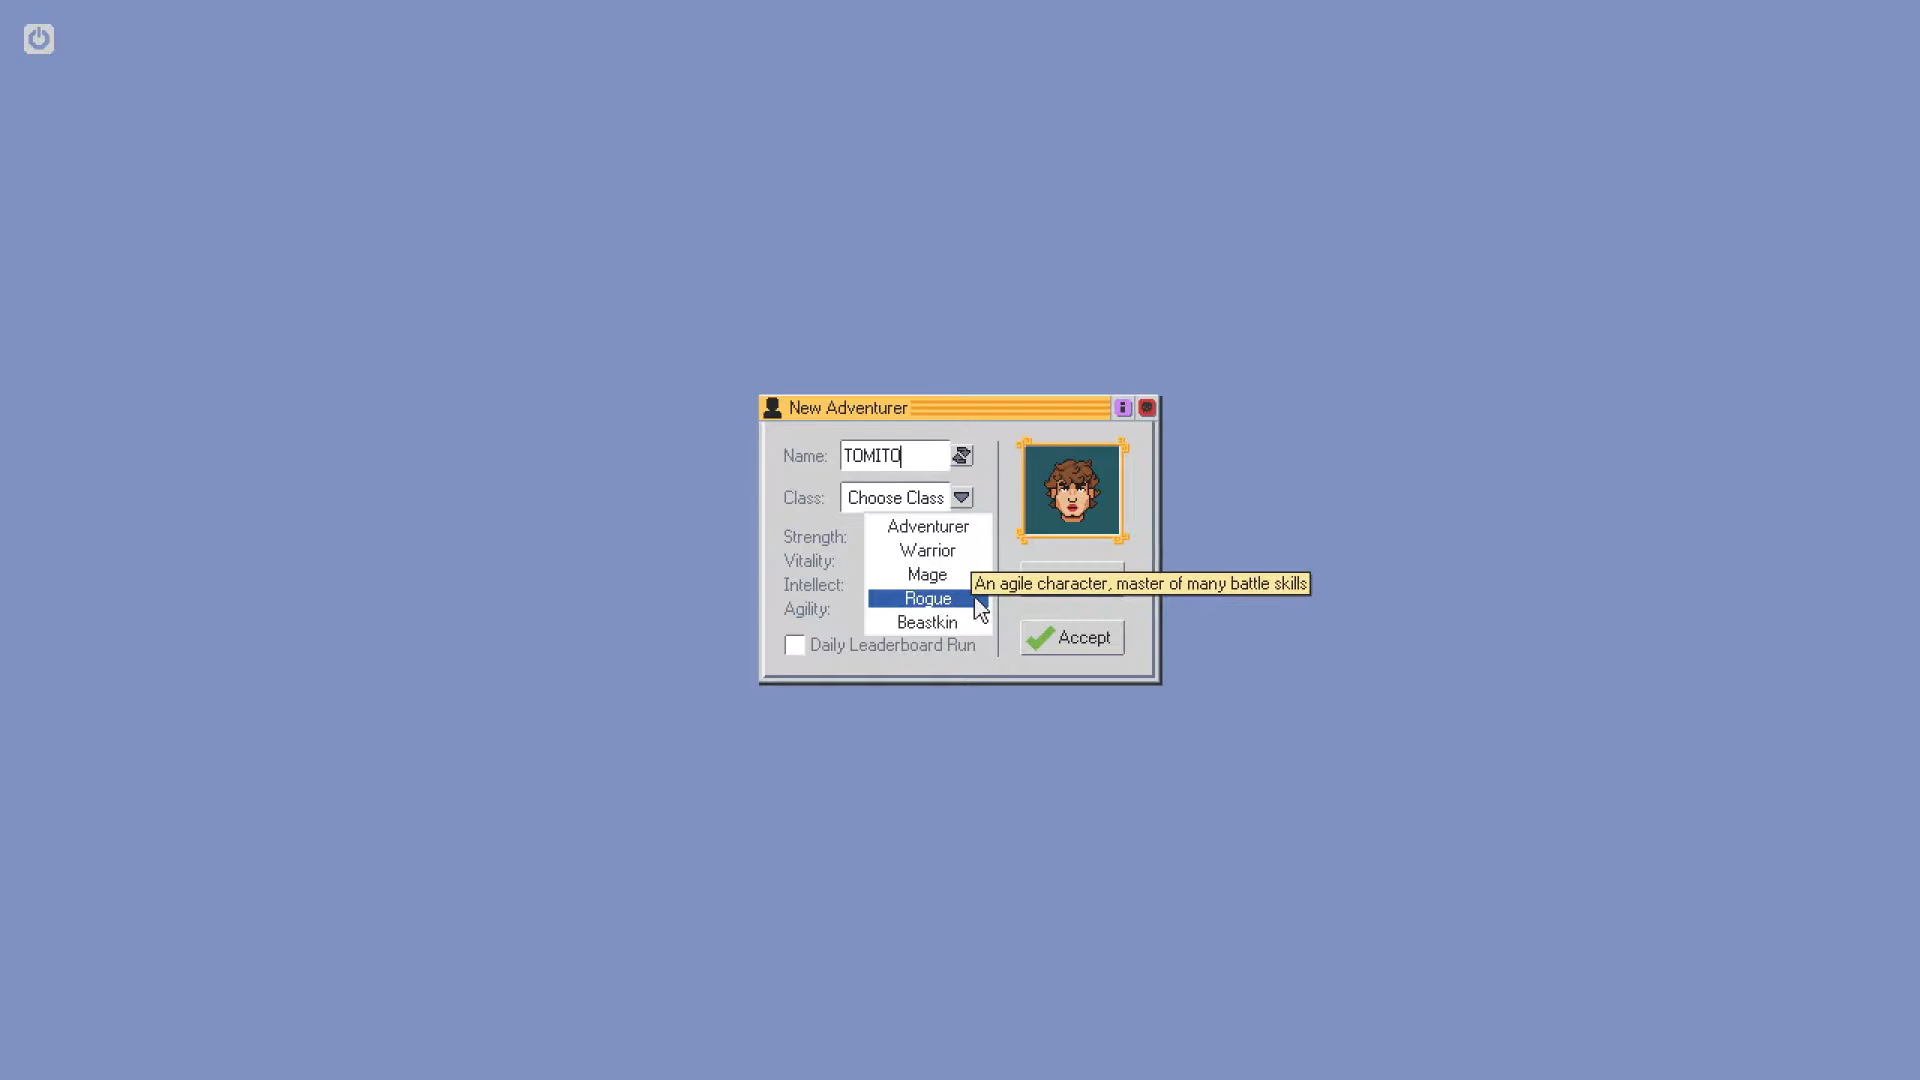 New Adventurer
Name: TOMITO
Class: Choose Class
Adventurer
Strength:
Warrior
Vitality:
Mage
Intellect:
An agile character, master of many battle skills
Rogue
Agility:
Beastkin
Daily Leaderboard Run
Accept